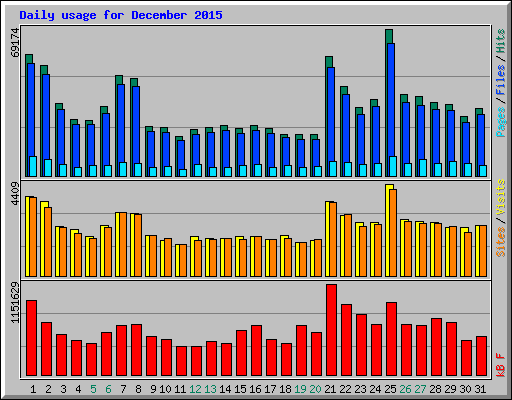 Daily usage for December 2015
69174
Pages / Files / Hits
4409
Sites / Visits
1151629
kB F
1 2 3 4 5 6 7 8 9 10 11 12 13 14 15 16 17 18 19 20 21 22 23 24 25 26 27 28 29 30 31